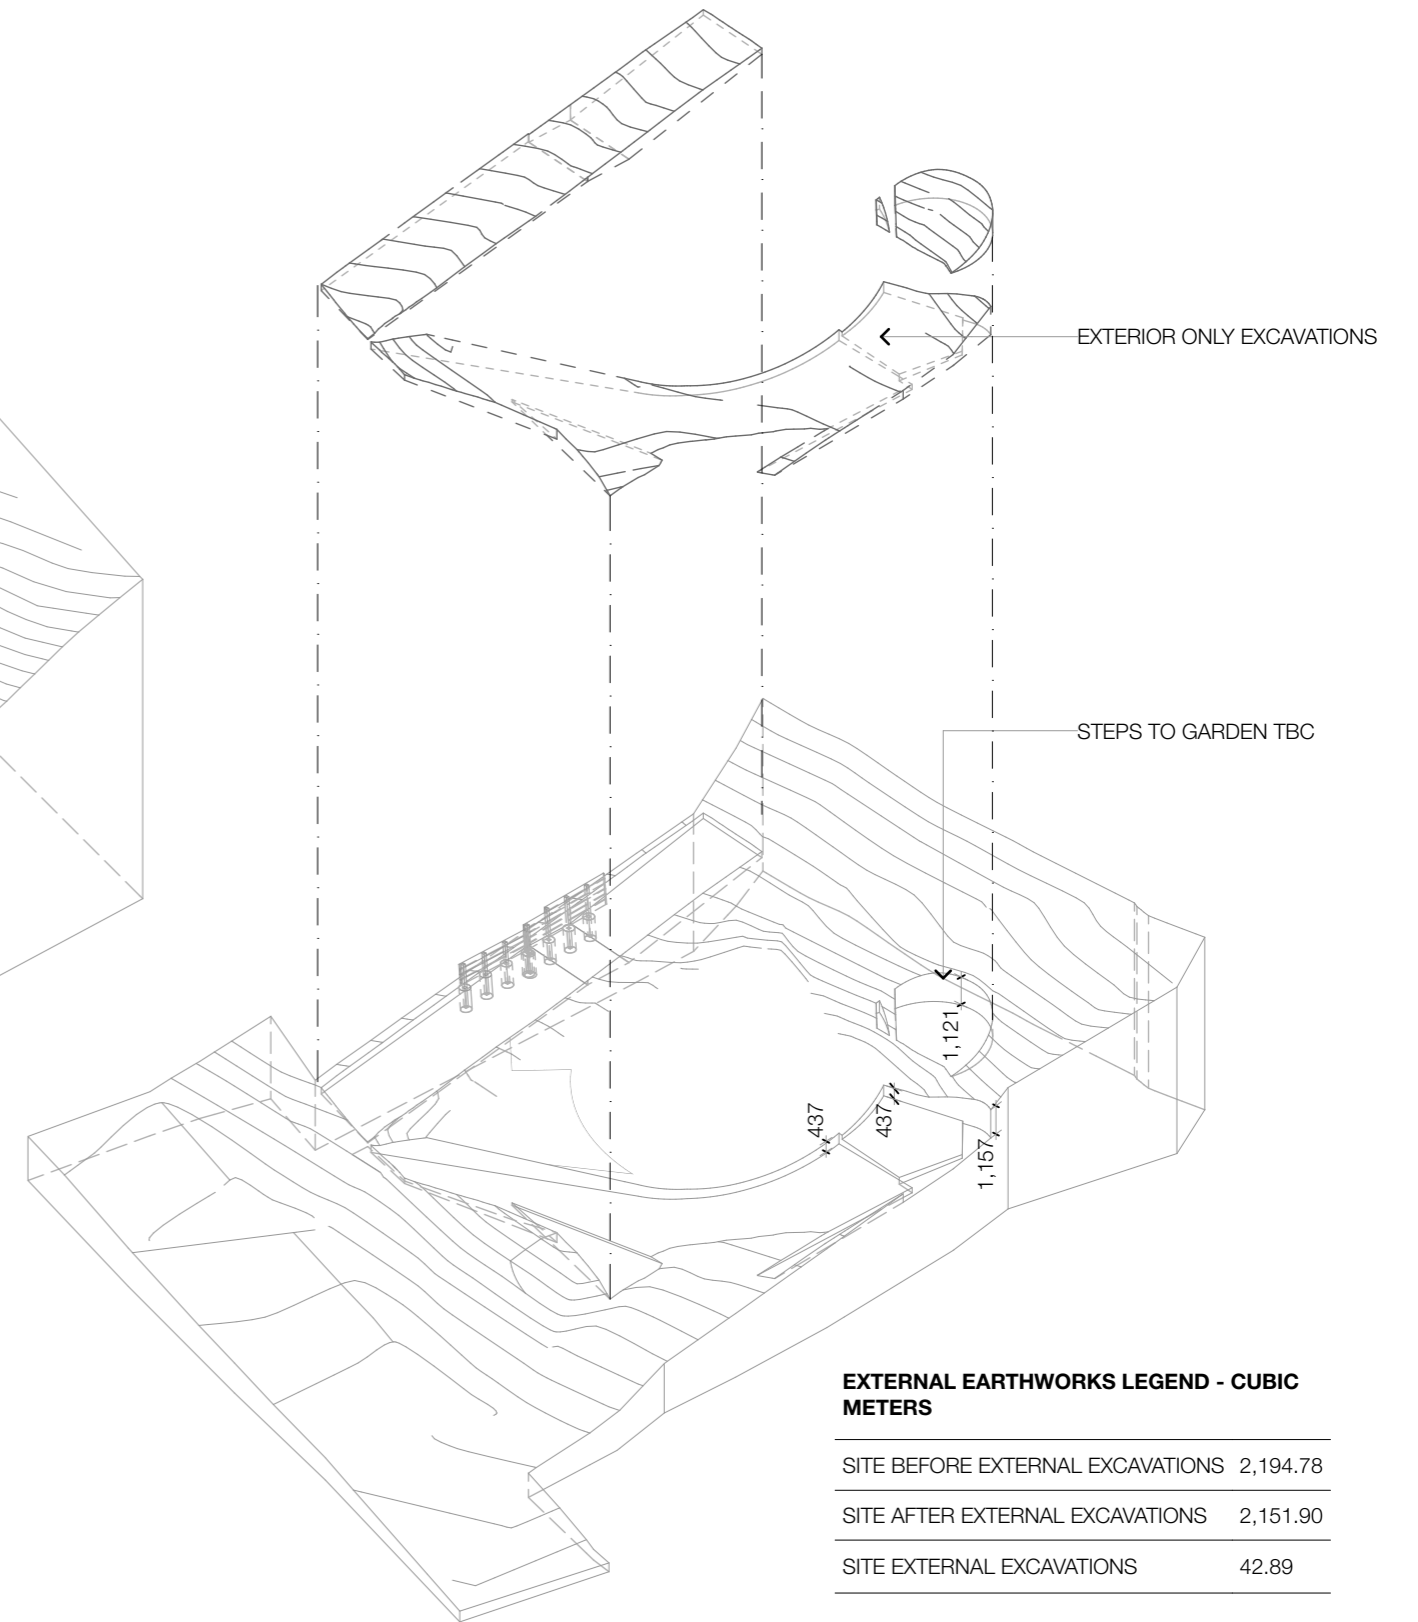 EXTERIOR ONLY EXCAVATIONS
STEPS TO GARDEN TBC
1,121
437
437
1,157
EXTERNAL EARTHWORKS LEGEND - CUBIC
METERS
SITE BEFORE EXTERNAL EXCAVATIONS 2,194.78
SITE AFTER EXTERNAL EXCAVATIONS 2,151.90
SITE EXTERNAL EXCAVATIONS 42.89